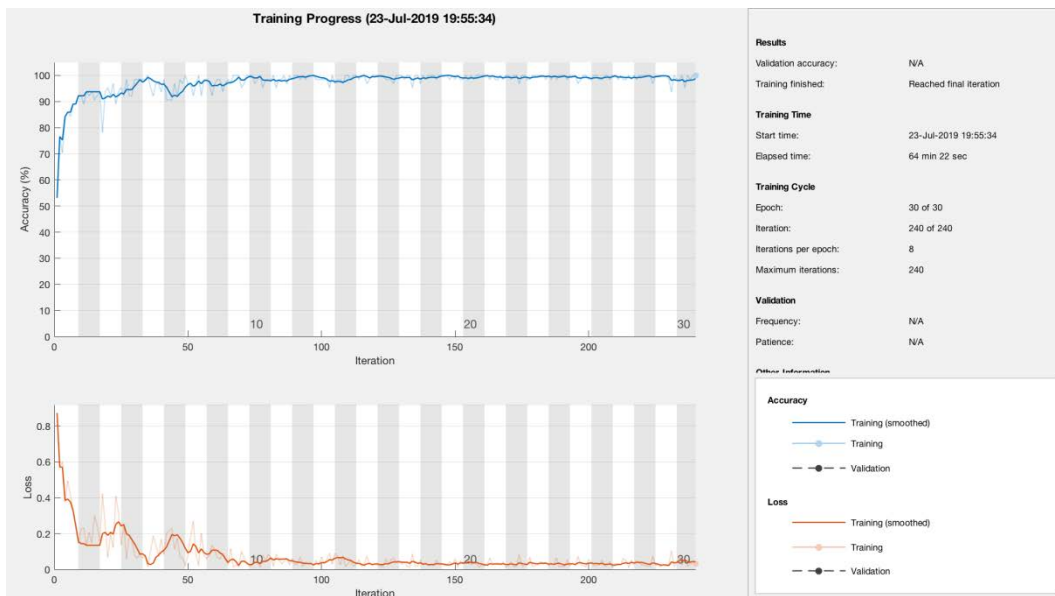 Training Progress (23-Jul-2019 19:55:34)
100
90
80
70
60
50
40
30
20
10
0
Accuracy (%)
10
20
30
0
50
100
150
200
Iteration
0.8
0.6
0.4
0.2
0
Loss
10
20
30
0
50
100
150
200
Iteration
Results
Validation accuracy: N/A
Training finished: Reached final iteration
Training Time
Start time: 23-Jul-2019 19:55:34
Elapsed time: 64 min 22 sec
Training Cycle
Epoch: 30 of 30
Iteration: 240 of 240
Iterations per epoch: 8
Maximum iterations: 240
Validation
Frequency: N/A
Patience: N/A
Other Information
Accuracy
Training (smoothed)
Training
Validation
Loss
Training (smoothed)
Training
Validation